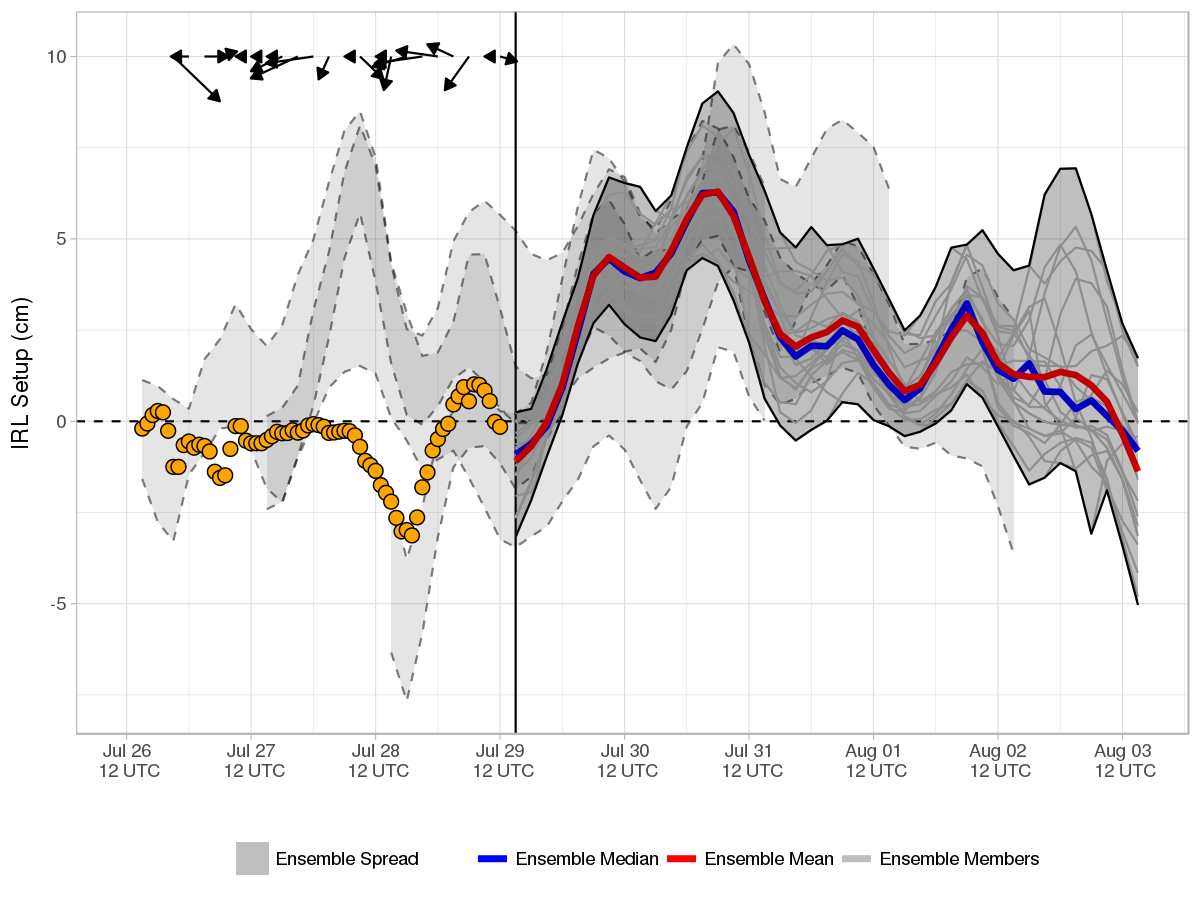 IRL Setup (cm)
10
5
0
-5
Jul 26 Jul 27 Jul 28 Jul 29 Jul 30 Jul 31 Aug 01 Aug 02 Aug 03
12 UTC 12 UTC 12 UTC 12 UTC 12 UTC 12 UTC 12 UTC 12 UTC 12 UTC
Ensemble Spread Ensemble Median Ensemble Mean Ensemble Members